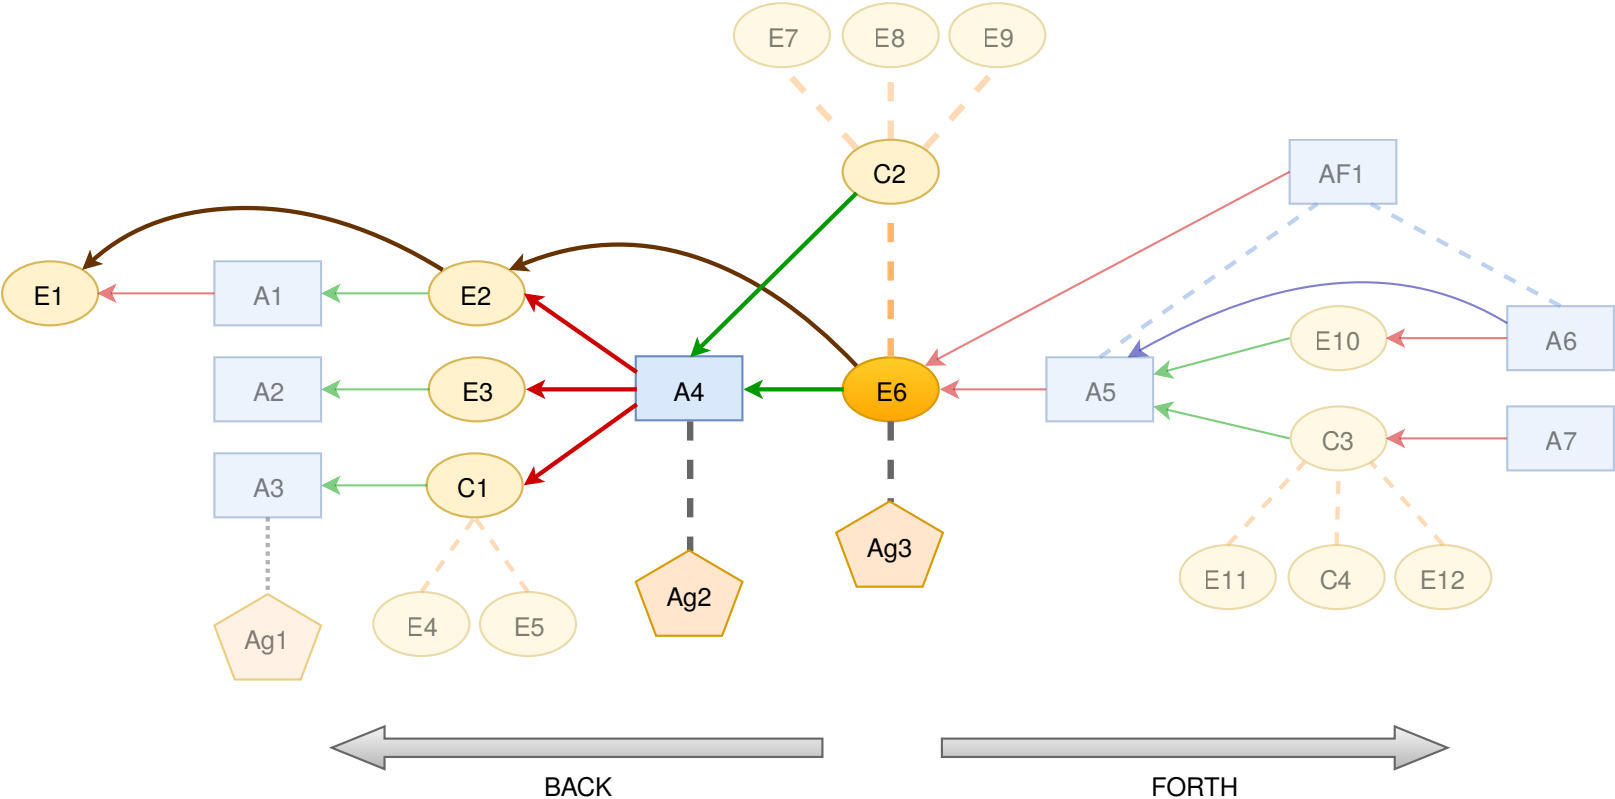 E7 E8 E9
C2 AF1
E1 A1 E2 E10 A6
A2 E3 A4 E6 A5
A3 C1 C3 A7
Ag3
E11 C4 E12
Ag1 E4 E5 Ag2
BACK FORTH